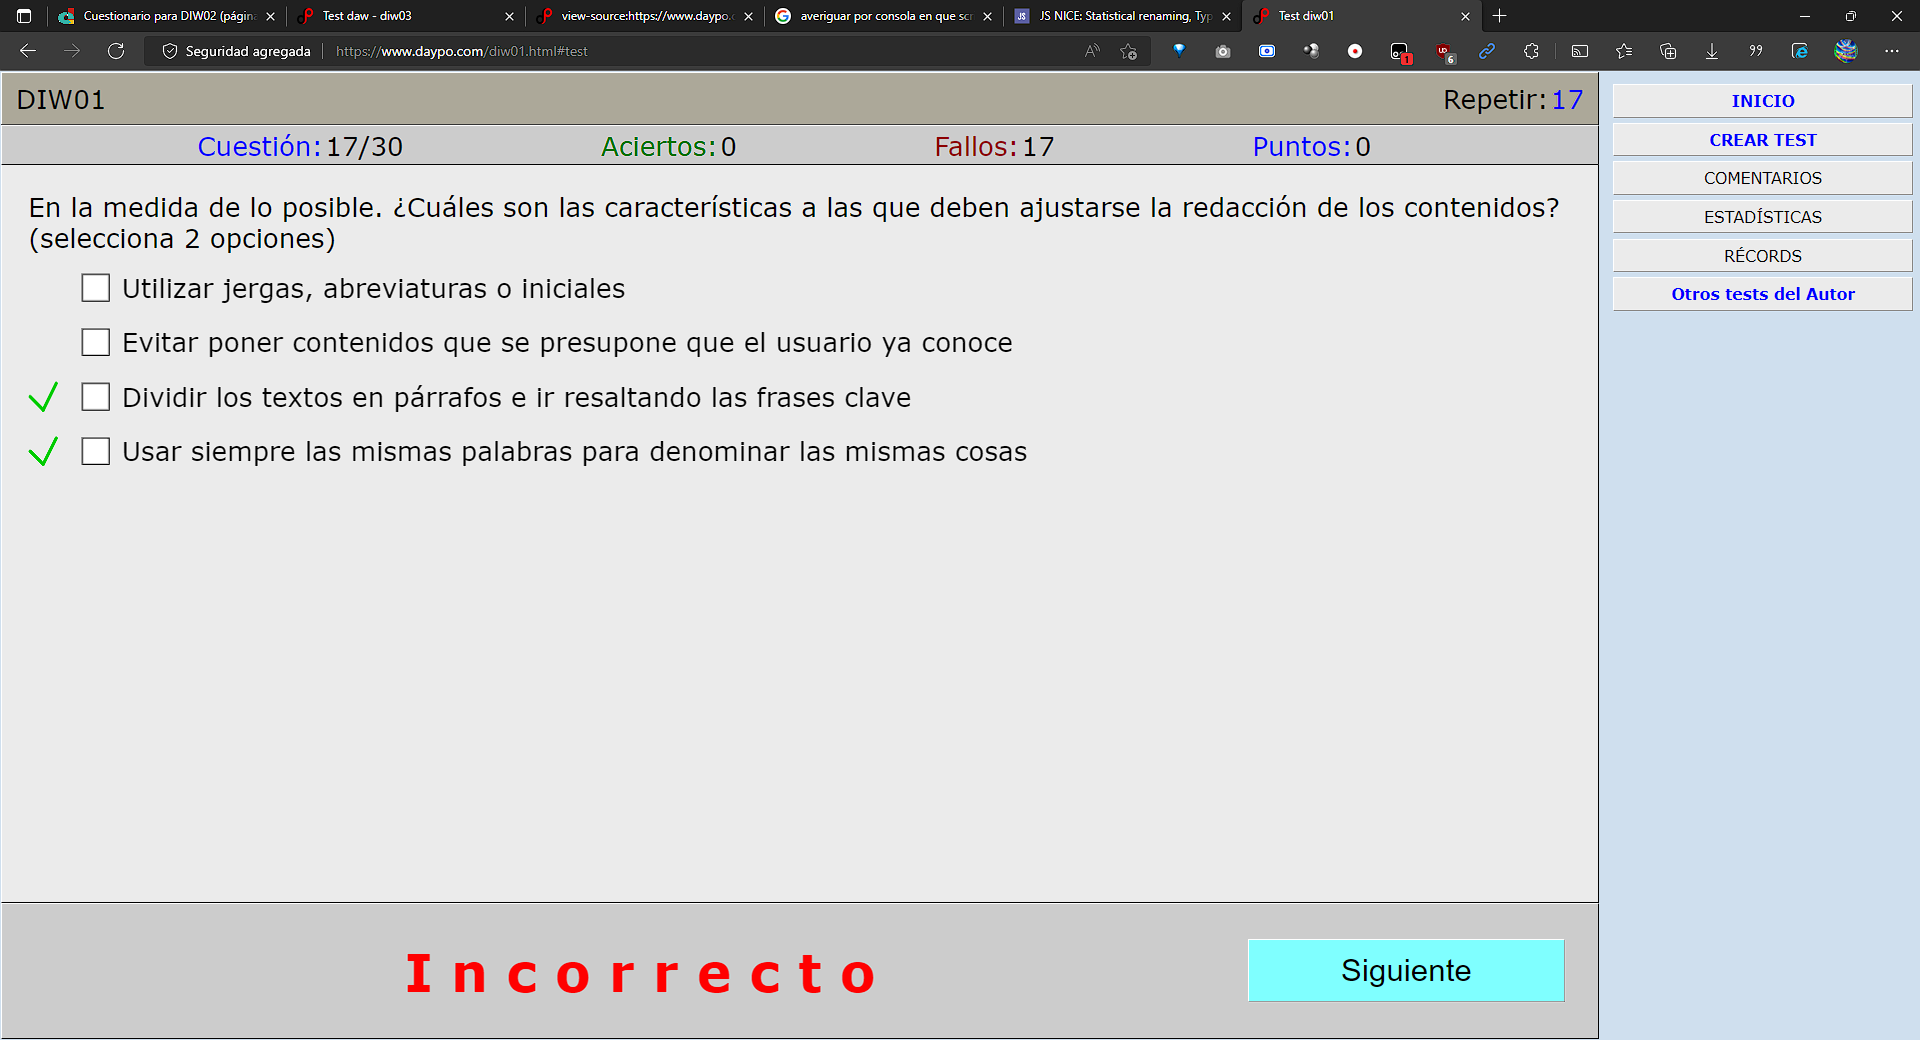 Cuestionario para DIW02 (página
Test daw - diw03
view-source:https://www.daypo.c
averiguar por consola en que scr
JS NICE: Statistical renaming, Typ
Test diw01
Seguridad agregada
https://www.daypo.com/diw01.html#test
1
6
DIW01
Repetir: 17
Cuestión: 17/30
Aciertos: 0
Fallos: 17
Puntos: 0
En la medida de lo posible. ¿Cuáles son las características a las que deben ajustarse la redacción de los contenidos?
(selecciona 2 opciones)
Utilizar jergas, abreviaturas o iniciales
Evitar poner contenidos que se presupone que el usuario ya conoce
Dividir los textos en párrafos e ir resaltando las frases clave
Usar siempre las mismas palabras para denominar las mismas cosas
Incorrecto
Siguiente
INICIO
CREAR TEST
COMENTARIOS
ESTADÍSTICAS
RÉCORDS
Otros tests del Autor